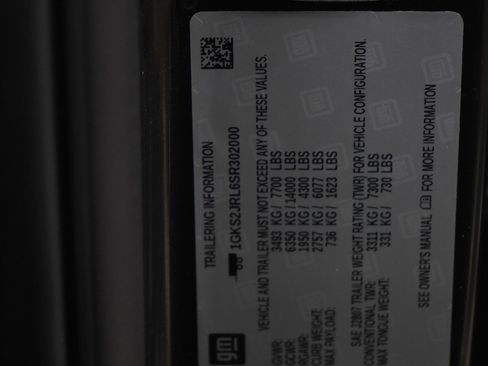 TRAILERING INFORMATION
1GKS2JRL6SR302000
VEHICLE AND TRAILER MUST NOT EXCEED ANY OF THESE VALUES.
GVWR: 3493 KG/ 7700 LBS
GCWR: 6350 KG/ 14000 LBS
RGAWR: 1950 KG/ 4300 LBS
CURB WEIGHT: 2757 KG/ 6077 LBS
MAX PAYLOAD: 736 KG/ 1623 LBS
SAE J2807 TRAILER WEIGHT RATING (TWR) FOR VEHICLE CONFIGURATION.
CONVENTIONAL TWR: 3311 KG/ 7300 LBS
MAX TONGUE WEIGHT: 331 KG/ 730 LBS
SEE OWNER'S MANUAL FOR MORE INFORMATION
gm